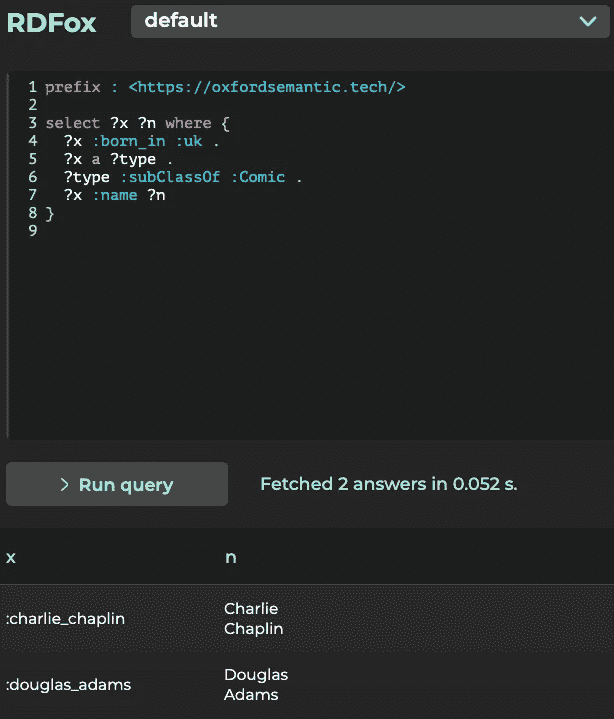 RDFox
default
1 prefix : <https://oxfordsemantic.tech/>
2
3 select ?x ?n where {
4   ?x :born_in :uk .
5   ?x a ?type .
6   ?type :subClassOf :Comic .
7   ?x :name ?n
8 }
9
> Run query
Fetched 2 answers in 0.052 s.
x n
:charlie_chaplin
Charlie
Chaplin
:douglas_adams
Douglas
Adams